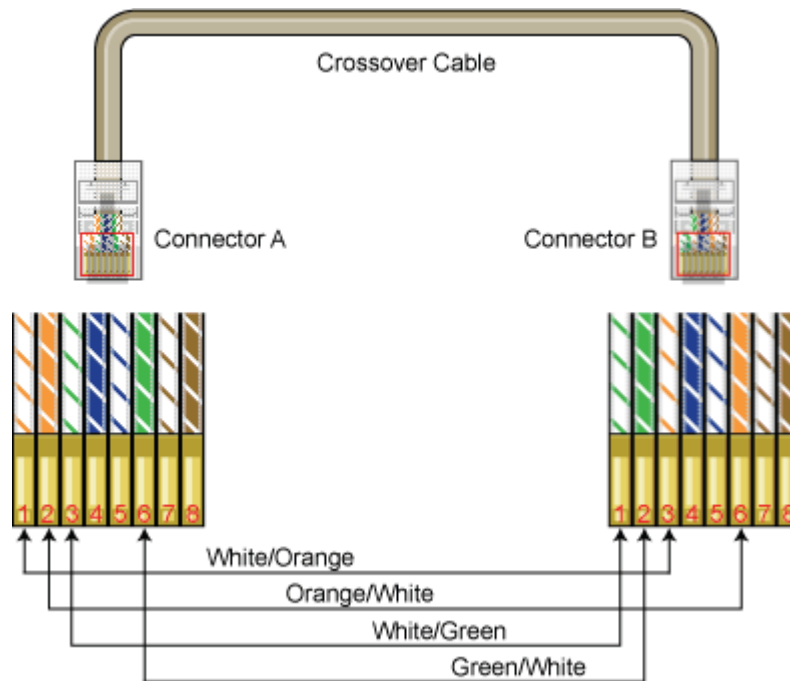 Crossover Cable
Connector A
Connector B
1 2 3 4 5 6 7 8
1 2 3 4 5 6 7 8
White/Orange
Orange/White
White/Green
Green/White